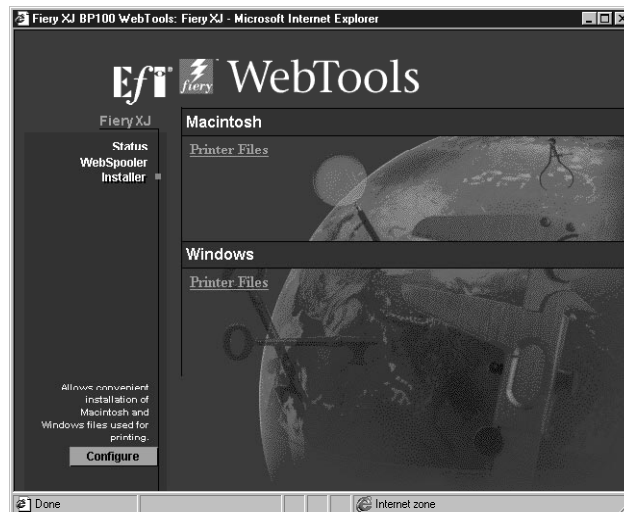 Fiery XJ BP100 WebTools: Fiery XJ - Microsoft Internet Explorer
Efi fiery WebTools
Fiery XJ
Status
WebSpooler
Installer
Macintosh
Printer Files
Windows
Printer Files
Allows convenient
installation of
Macintosh and
Windows files used for
printing.
Configure
Done
Internet zone